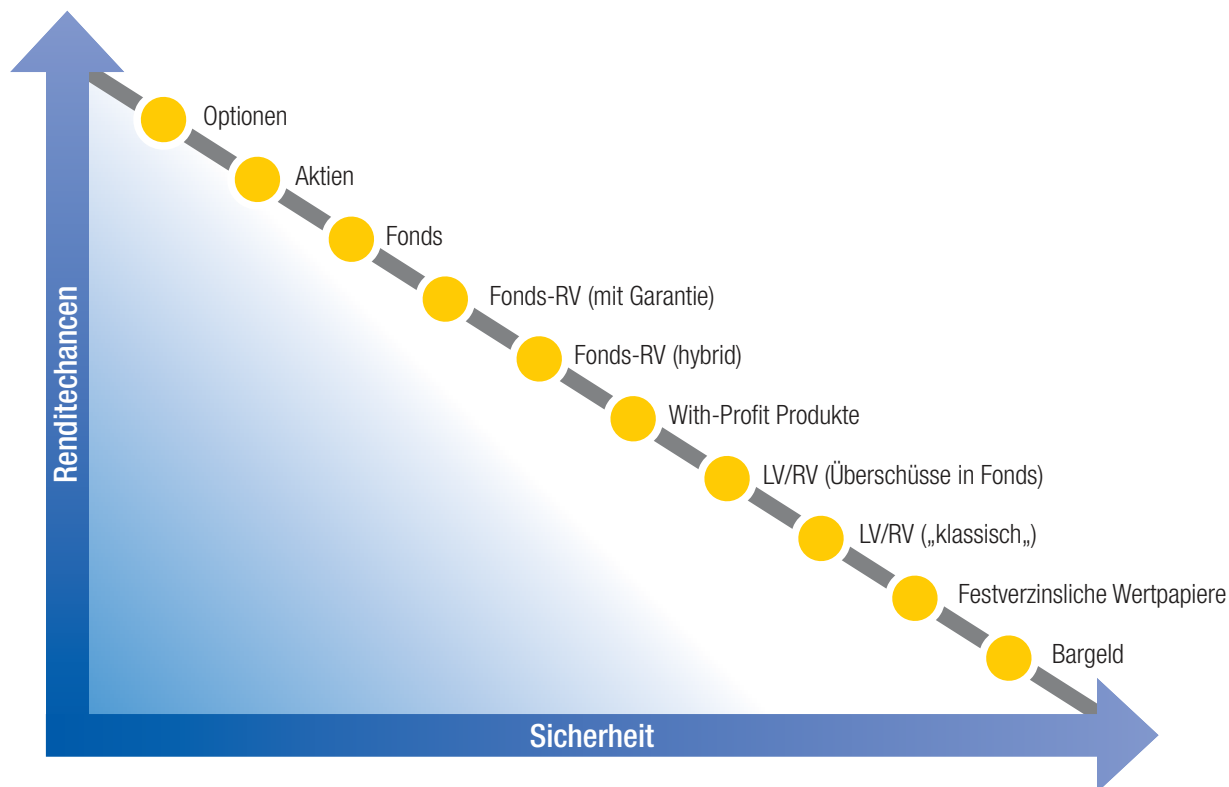 Optionen
Aktien
Fonds
Fonds-RV (mit Garantie)
Fonds-RV (hybrid)
With-Profit Produkte
LV/RV (Überschüsse in Fonds)
LV/RV („klassisch„)
Festverzinsliche Wertpapiere
Bargeld
Renditechancen
Sicherheit